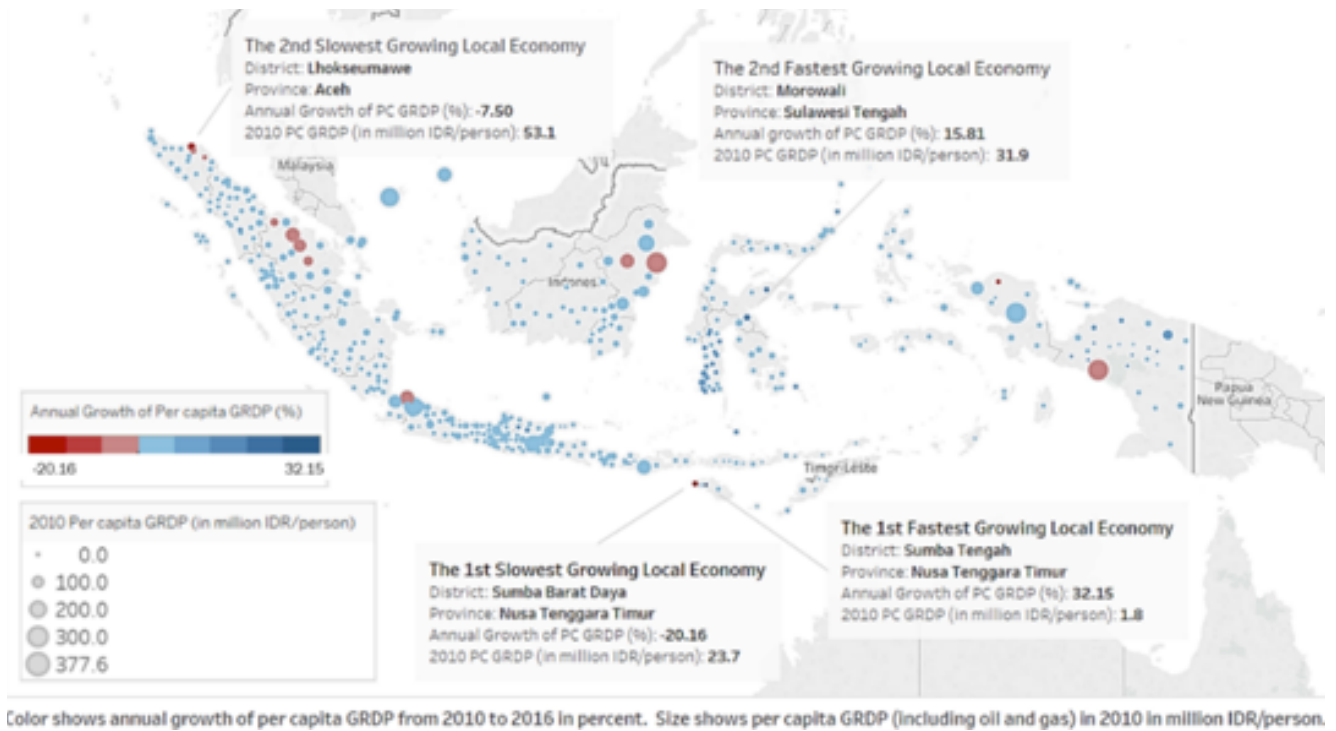 The 2nd Slowest Growing Local Economy
District: Lhokseumawe
Province: Aceh
Annual Growth of PC GRDP (%): -7.50
2010 PC GRDP (in million IDR/person): 53.1
The 2nd Fastest Growing Local Economy
District: Morowali
Province: Sulawesi Tengah
Annual growth of PC GRDP (%): 15.81
2010 PC GRDP (in million IDR/person): 31.9
Malaysia
Indones
Papua
New Guinea
Timor-Leste
Annual Growth of Per capita GRDP (%)
-20.16
32.15
2010 Per capita GRDP (in million IDR/person)
0.0
100.0
200.0
300.0
377.6
The 1st Slowest Growing Local Economy
District: Sumba Barat Daya
Province: Nusa Tenggara Timur
Annual Growth of PC GRDP (%): -20.16
2010 PC GRDP (in million IDR/person): 23.7
The 1st Fastest Growing Local Economy
District: Sumba Tengah
Province: Nusa Tenggara Timur
Annual Growth of PC GRDP (%): 32.15
2010 PC GRDP (in million IDR/person): 1.8
Color shows annual growth of per capita GRDP from 2010 to 2016 in percent. Size shows per capita GRDP (including oil and gas) in 2010 in million IDR/person.